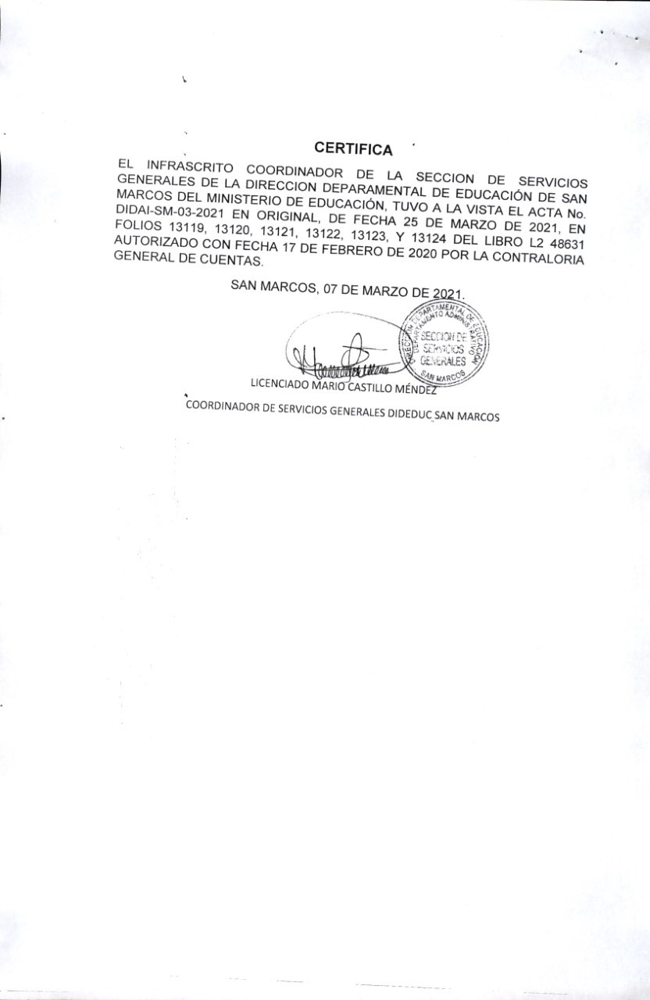 CERTIFICA
EL INFRASCRITO COORDINADOR DE LA SECCION DE SERVICIOS
GENERALES DE LA DIRECCION DEPARAMENTAL DE EDUCACIÓN DE SAN
MARCOS DEL MINISTERIO DE EDUCACIÓN, TUVO A LA VISTA EL ACTA No.
DIDAI-SM-03-2021 EN ORIGINAL, DE FECHA 25 DE MARZO DE 2021, EN
FOLIOS 13119, 13120, 13121, 13122, 13123, Y 13124 DEL LIBRO L2 48631
AUTORIZADO CON FECHA 17 DE FEBRERO DE 2020 POR LA CONTRALORIA
GENERAL DE CUENTAS.
SAN MARCOS, 07 DE MARZO DE 2021.
DIRECCIÓN DEPARTAMENTAL DE EDUCACIÓN
DEPARTAMENTO ADMINISTRATIVO
SECCION DE
SERVICIOS
GENERALES
SAN MARCOS
LICENCIADO MARIO CASTILLO MÉNDEZ
COORDINADOR DE SERVICIOS GENERALES DIDEDUC SAN MARCOS